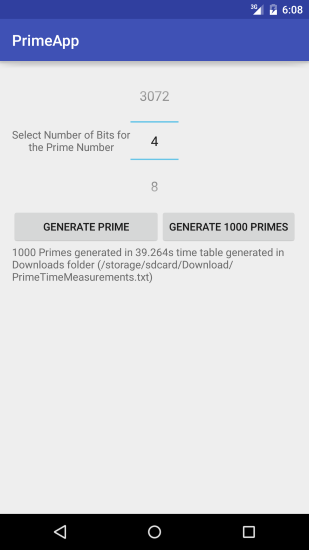 3G 6:08
PrimeApp
3072
Select Number of Bits for
the Prime Number
4
8
GENERATE PRIME GENERATE 1000 PRIMES
1000 Primes generated in 39.264s time table generated in
Downloads folder (/storage/sdcard/Download/
PrimeTimeMeasurements.txt)